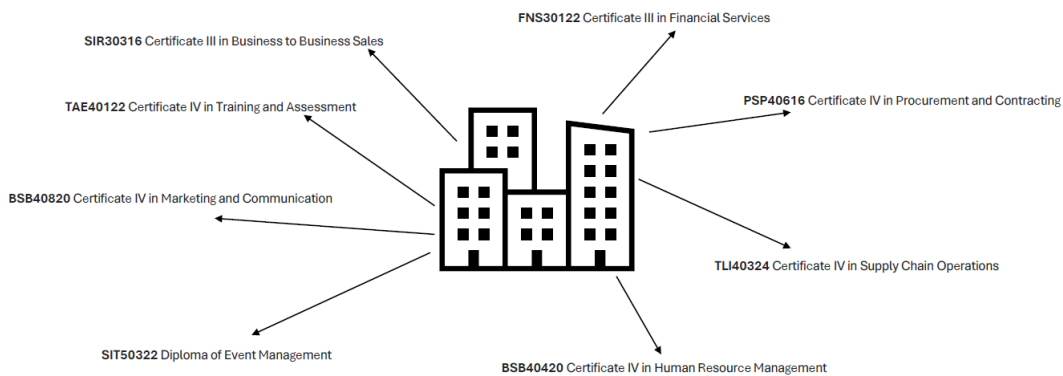 FNS30122 Certificate III in Financial Services
SIR30316 Certificate III in Business to Business Sales
TAE40122 Certificate IV in Training and Assessment
PSP40616 Certificate IV in Procurement and Contracting
BSB40820 Certificate IV in Marketing and Communication
TLI40324 Certificate IV in Supply Chain Operations
SIT50322 Diploma of Event Management
BSB40420 Certificate IV in Human Resource Management